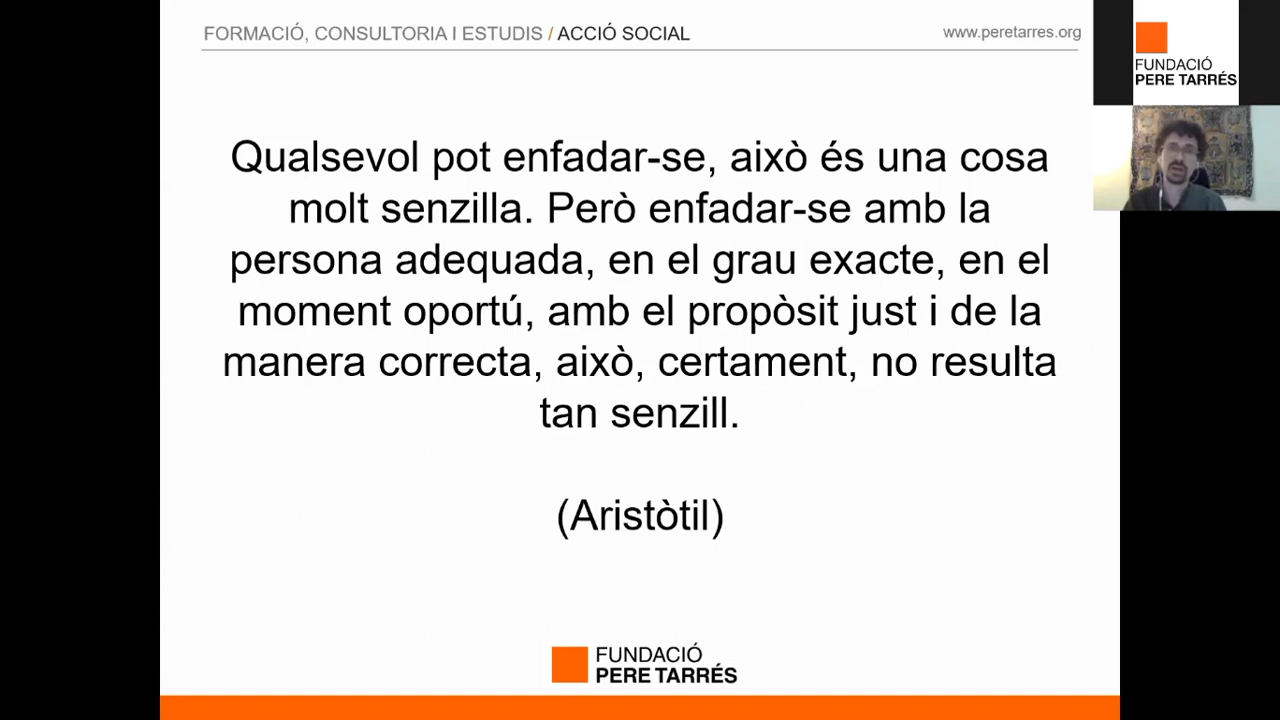 FORMACIÓ, CONSULTORIA I ESTUDIS / ACCIÓ SOCIAL
www.peretarres.org
FUNDACIÓ
PERE TARRÉS
Qualsevol pot enfadar-se, això és una cosa
molt senzilla. Però enfadar-se amb la
persona adequada, en el grau exacte, en el
moment oportú, amb el propòsit just i de la
manera correcta, això, certament, no resulta
tan senzill.
(Aristòtil)
FUNDACIÓ
PERE TARRÉS